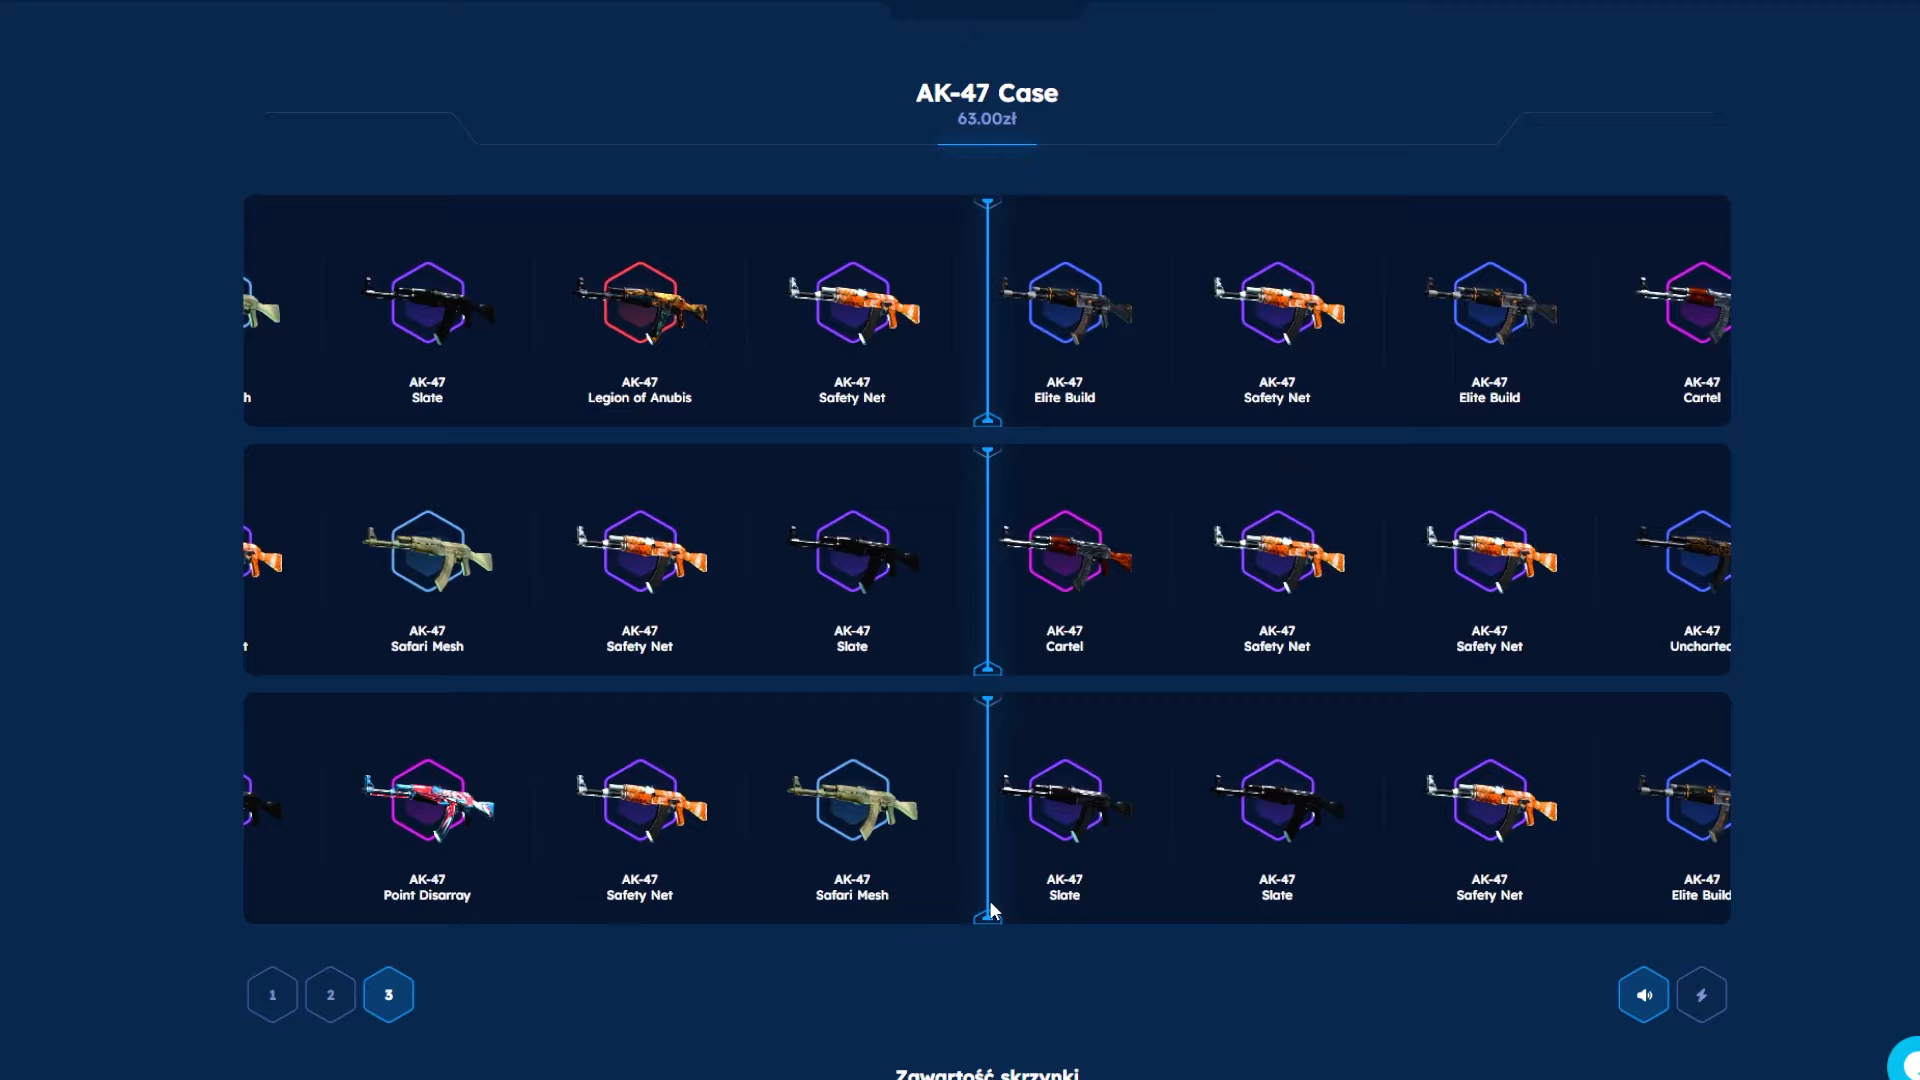 AK-47 Case
63.00zł
h
AK-47
Slate
AK-47
Legion of Anubis
AK-47
Safety Net
AK-47
Elite Build
AK-47
Safety Net
AK-47
Elite Build
AK-47
Cartel
t
AK-47
Safari Mesh
AK-47
Safety Net
AK-47
Slate
AK-47
Cartel
AK-47
Safety Net
AK-47
Safety Net
AK-47
Uncharted
AK-47
Point Disarray
AK-47
Safety Net
AK-47
Safari Mesh
AK-47
Slate
AK-47
Slate
AK-47
Safety Net
AK-47
Elite Build
1 2 3
Zawartość skrzynki